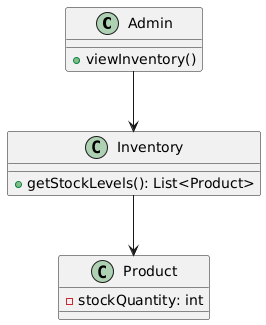 C Admin
viewInventory()
C Inventory
getStockLevels(): List<Product>
C Product
stockQuantity: int